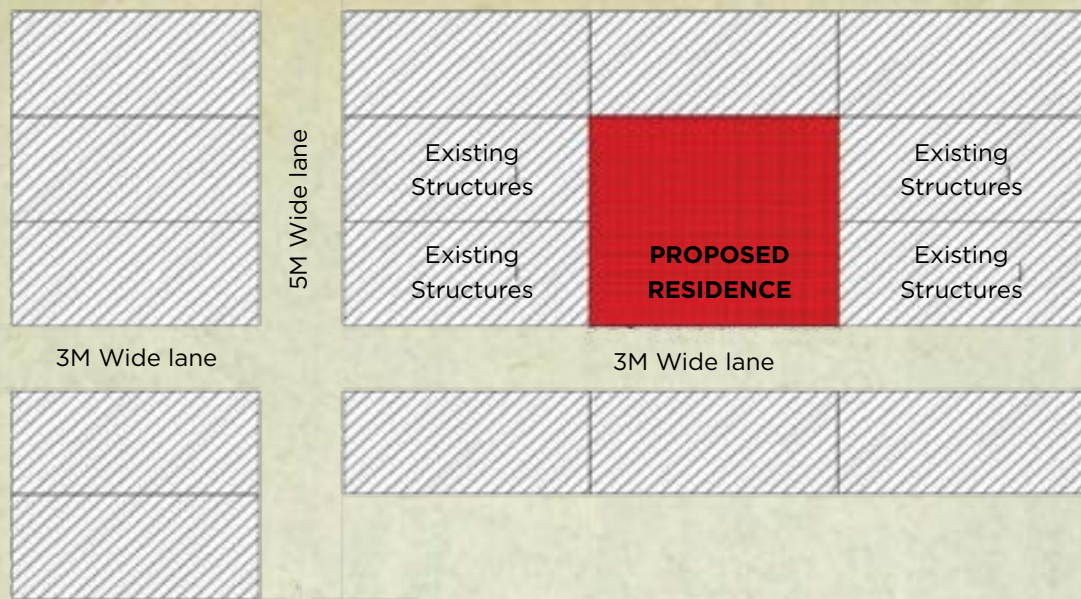 5M Wide lane
Existing
Structures
Existing
Structures
Existing
Structures
PROPOSED
RESIDENCE
Existing
Structures
3M Wide lane
3M Wide lane